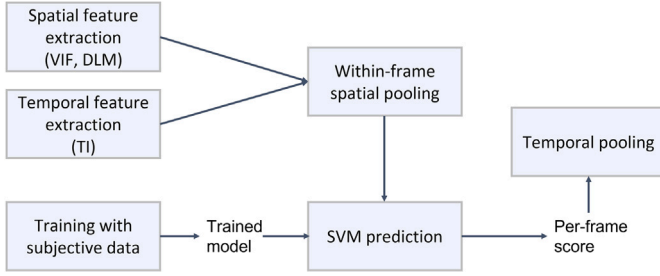 Spatial feature
extraction
(VIF, DLM)
Temporal feature
extraction
(TI)
Within-frame
spatial pooling
Temporal pooling
Training with
subjective data
Trained
model
SVM prediction
Per-frame
score